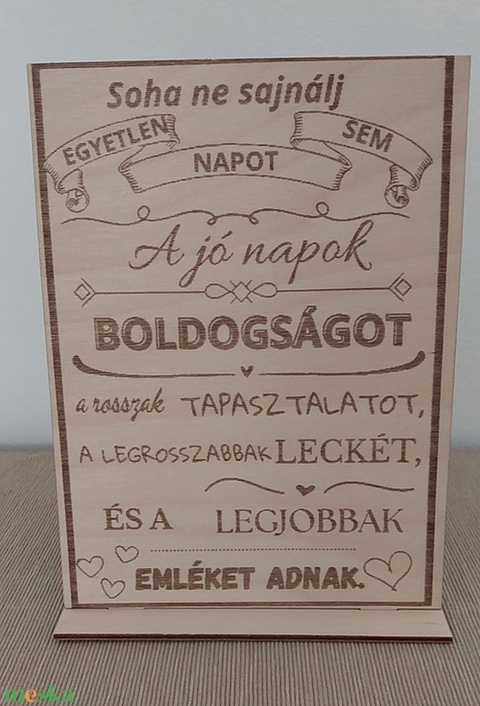 Soha ne sajnálj
EGYETLEN NAPOT SEM
A jó napok
BOLDOGSÁGOT
a rosszak TAPASZTALATOT,
A LEGROSSZABBAK LECKÉT,
ÉS A LEGJOBBAK
EMLÉKET ADNAK.
meska